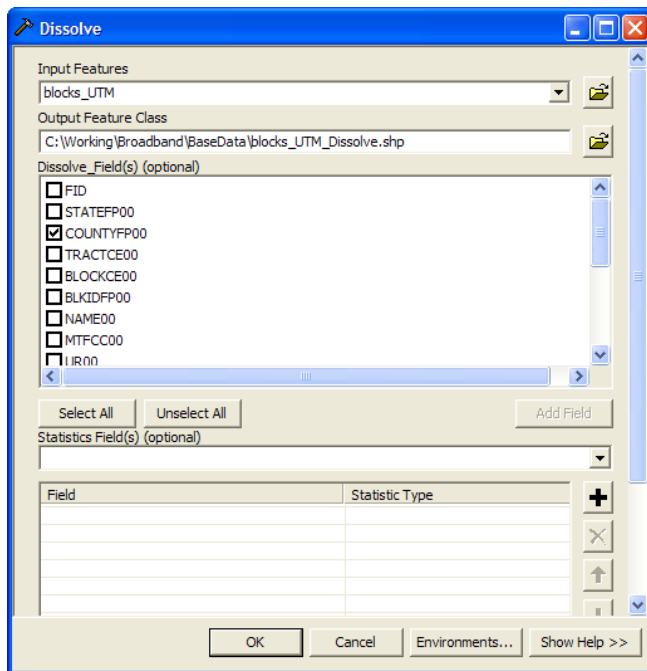 Dissolve
Input Features
blocks_UTM
Output Feature Class
C:\Working\Broadband\BaseData\blocks_UTM_Dissolve.shp
Dissolve_Field(s) (optional)
FID
STATEFP00
COUNTYFP00
TRACTCE00
BLOCKCE00
BLKIDFP00
NAME00
MTFCC00
UR00
Select All Unselect All Add Field
Statistics Field(s) (optional)
Field Statistic Type
OK Cancel Environments... Show Help >>